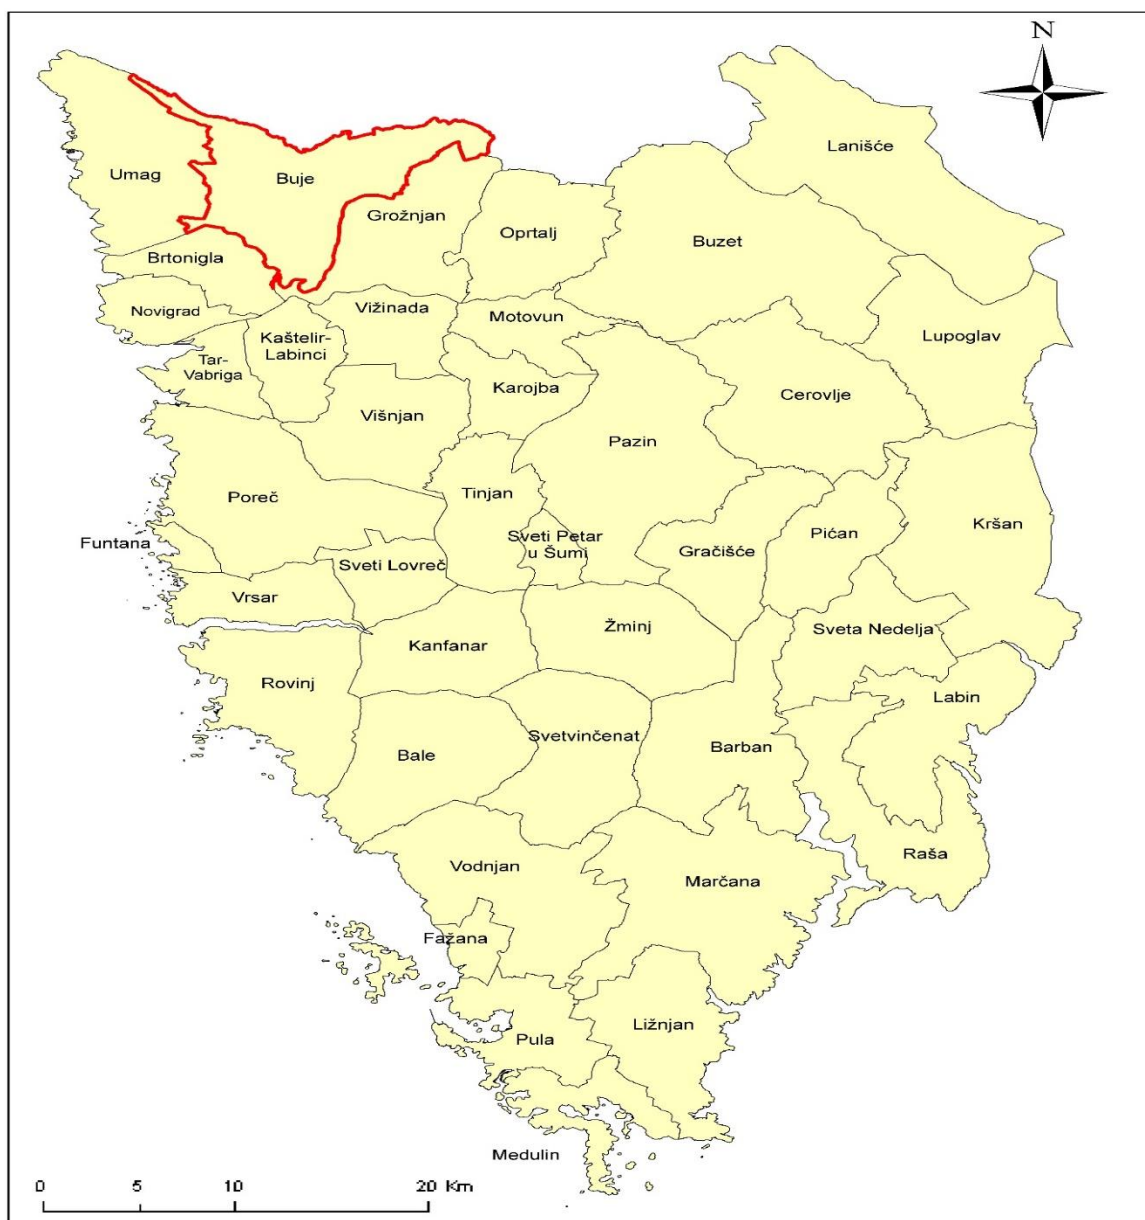 N
Lanišće
Umag
Buje
Grožnjan
Oprtalj
Buzet
Brtonigla
Novigrad
Vižinada
Motovun
Lupoglav
Kaštelir-
Labinci
Tar-
Vabriga
Karojba
Cerovlje
Višnjan
Pazin
Poreč
Tinjan
Kršan
Funtana
Sveti Petar
u Šumi
Gračišće
Pićan
Sveti Lovreč
Vrsar
Kanfanar
Žminj
Sveta Nedelja
Rovinj
Labin
Bale
Svetvinčenat
Barban
Vodnjan
Marčana
Raša
Fažana
Pula
Ližnjan
Medulin
0 5 10 20 Km